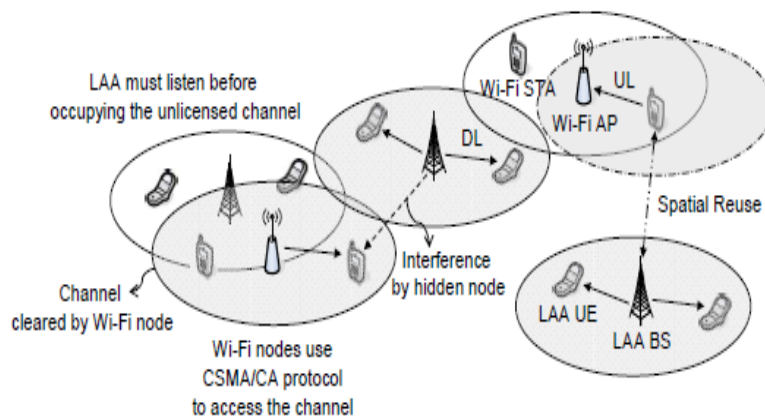 LAA must listen before
occupying the unlicensed channel
Wi-Fi STA
UL
Wi-Fi AP
DL
Spatial Reuse
Interference
by hidden node
Channel
cleared by Wi-Fi node
LAA UE
LAA BS
Wi-Fi nodes use
CSMA/CA protocol
to access the channel